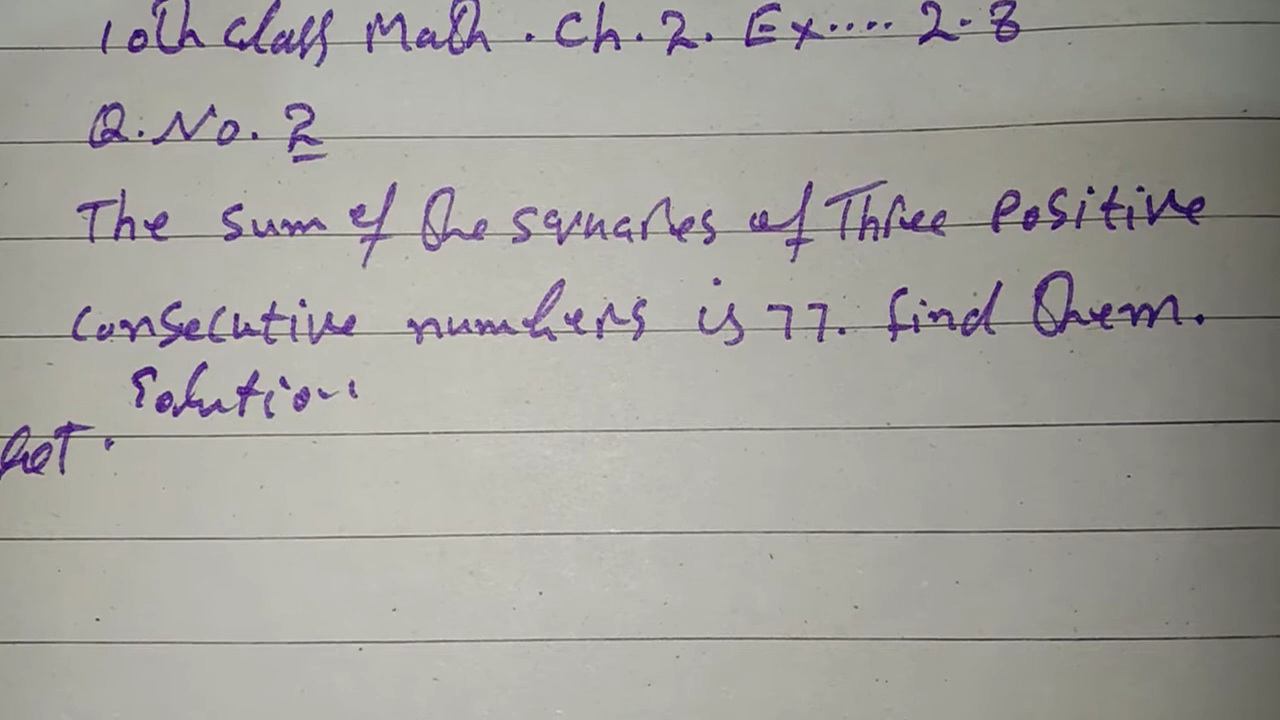 10th class Math. Ch. 2. Ex.... 2.8
Q. No. 2
The sum of the squares of Three Positive
consecutive numbers is 77. find them.
Solution:
Let.